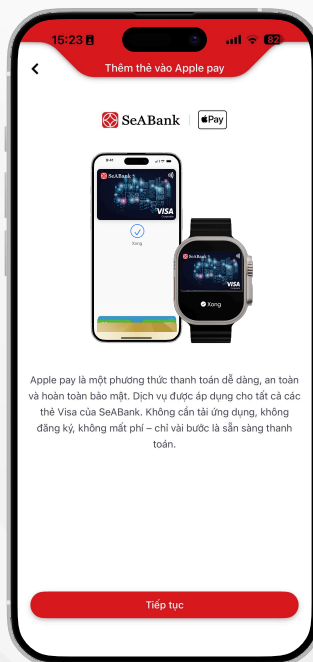 15:23
82
Thêm thẻ vào Apple pay
SeABank
Pay
9:41
SeABank
VISA
Xong
SeABank
VISA
Xong
Apple pay là một phương thức thanh toán dễ dàng, an toàn
và hoàn toàn bảo mật. Dịch vụ được áp dụng cho tất cả các
thẻ Visa của SeABank. Không cần tải ứng dụng, không
đăng ký, không mất phí – chỉ vài bước là sẵn sàng thanh
toán.
Tiếp tục